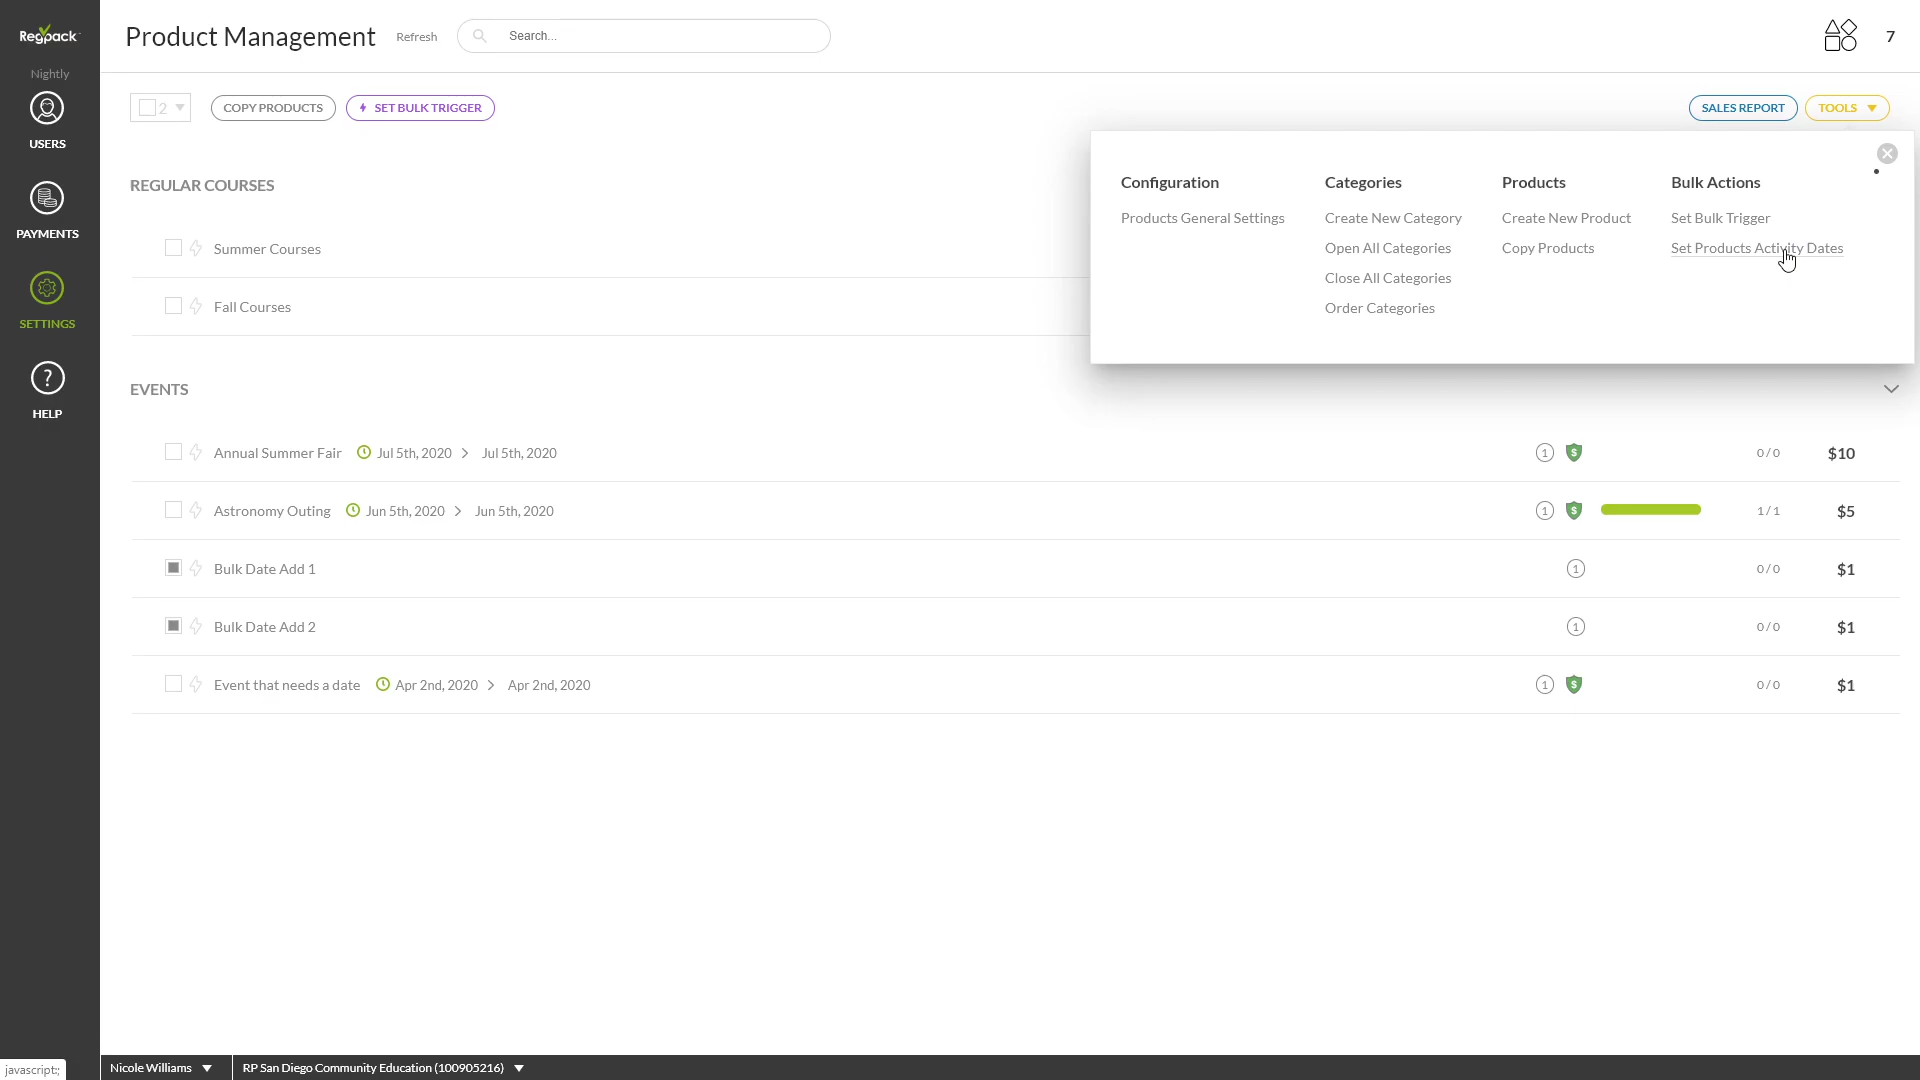 Regpack
Nightly
USERS
PAYMENTS
SETTINGS
HELP
Product Management
Refresh
Search...
7
2
COPY PRODUCTS
SET BULK TRIGGER
SALES REPORT
TOOLS
Configuration
Products General Settings
Categories
Create New Category
Open All Categories
Close All Categories
Order Categories
Products
Create New Product
Copy Products
Bulk Actions
Set Bulk Trigger
Set Products Activity Dates
REGULAR COURSES
Summer Courses
Fall Courses
EVENTS
Annual Summer Fair Jul 5th, 2020 > Jul 5th, 2020 1 $ 0 / 0 $10
Astronomy Outing Jun 5th, 2020 > Jun 5th, 2020 1 $ 1 / 1 $5
Bulk Date Add 1 1 0 / 0 $1
Bulk Date Add 2 1 0 / 0 $1
Event that needs a date Apr 2nd, 2020 > Apr 2nd, 2020 1 $ 0 / 0 $1
javascript:;
Nicole Williams
RP San Diego Community Education (100905216)